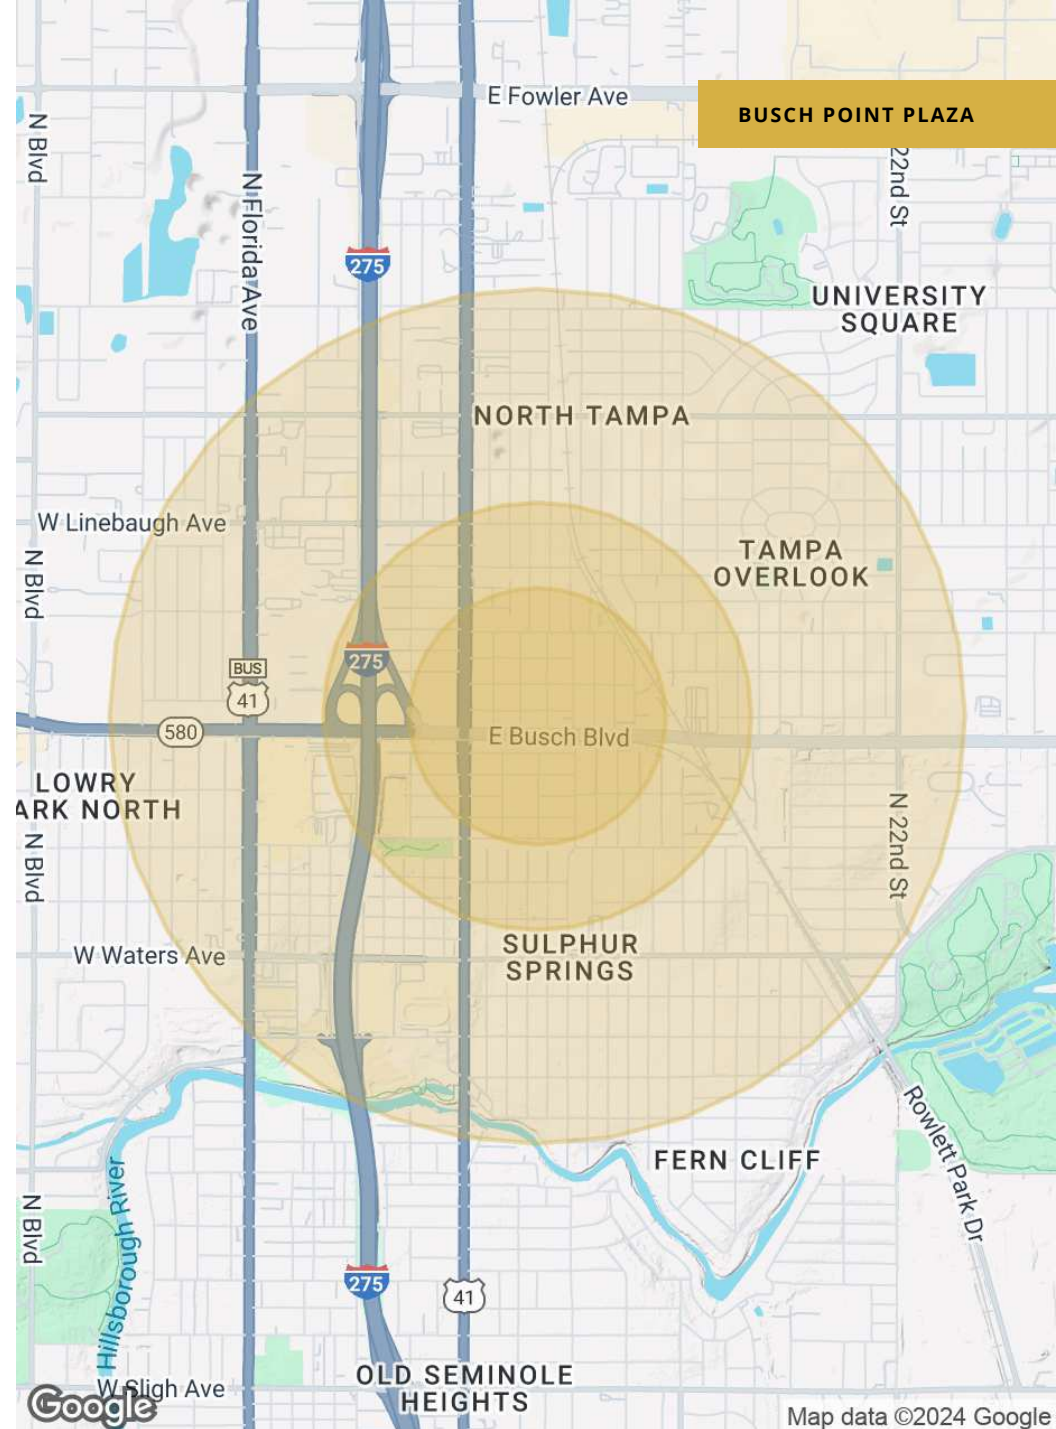 E Fowler Ave
BUSCH POINT PLAZA
N Blvd
22nd St
N Florida Ave
275
UNIVERSITY
SQUARE
NORTH TAMPA
W Linebaugh Ave
TAMPA
OVERLOOK
N Blvd
275
BUS
41
580
E Busch Blvd
LOWRY
ARK NORTH
N Blvd
N 22nd St
SULPHUR
SPRINGS
W Waters Ave
Rowlett Park Dr
FERN CLIFF
Hillsborough River
N Blvd
275
41
OLD SEMINOLE
HEIGHTS
W Sligh Ave
Google
Map data ©2024 Google